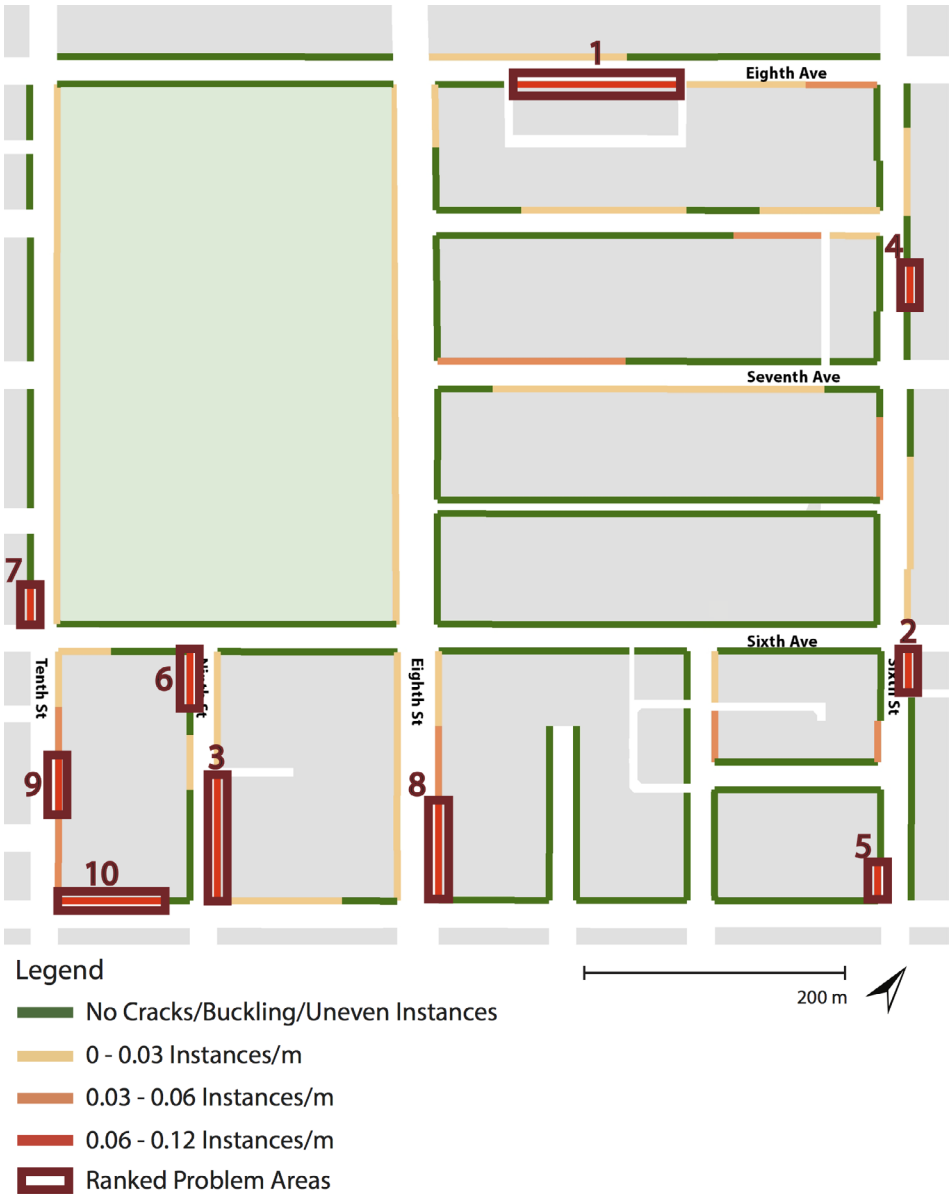 1
Eighth Ave
4
Seventh Ave
7
Sixth Ave
2
Tenth St
6
Ninth St
Eighth St
Sixth St
3
9
8
10
5
Legend
200 m
No Cracks/Buckling/Uneven Instances
0 - 0.03 Instances/m
0.03 - 0.06 Instances/m
0.06 - 0.12 Instances/m
Ranked Problem Areas